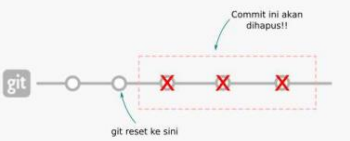 Commit ini akan
dihapus!!
git
git reset ke sini